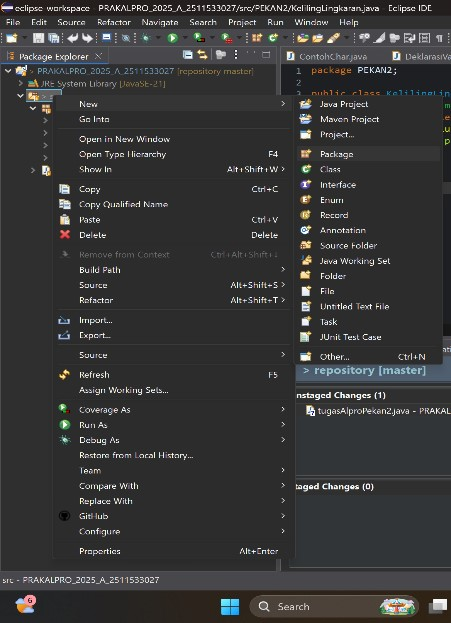 eclipse-workspace - PRAKALPRO_2025_A_2511533027/src/PEKAN2/KelilingLingkaran.java - Eclipse IDE
File Edit Source Refactor Navigate Search Project Run Window Help
Package Explorer
ContohChar.java
PRAKALPRO_2025_A_2511533027 [repository master]
JRE System Library [JavaSE-21]
1 package PEKAN2;
2
3 public class KelilingLin
New
Go Into
Open in New Window
Open Type Hierarchy F4
Show In Alt+Shift+W
Copy Ctrl+C
Copy Qualified Name
Paste Ctrl+V
Delete Delete
Remove from Context Ctrl+Alt+Shift+↓
Build Path
Source Alt+Shift+S
Refactor Alt+Shift+T
Import...
Export...
Source
Refresh F5
Assign Working Sets...
Coverage As
Run As
Debug As
Restore from Local History...
Team
Compare With
Replace With
GitHub
Configure
Properties Alt+Enter
Java Project
Maven Project
Project...
Package
Class
Interface
Enum
Record
Annotation
Source Folder
Java Working Set
Folder
File
Untitled Text File
Task
JUnit Test Case
Other... Ctrl+N
> repository [master]
nstaged Changes (1)
tugasAlproPekan2.java - PRAKAL
taged Changes (0)
src - PRAKALPRO_2025_A_2511533027
6
Search